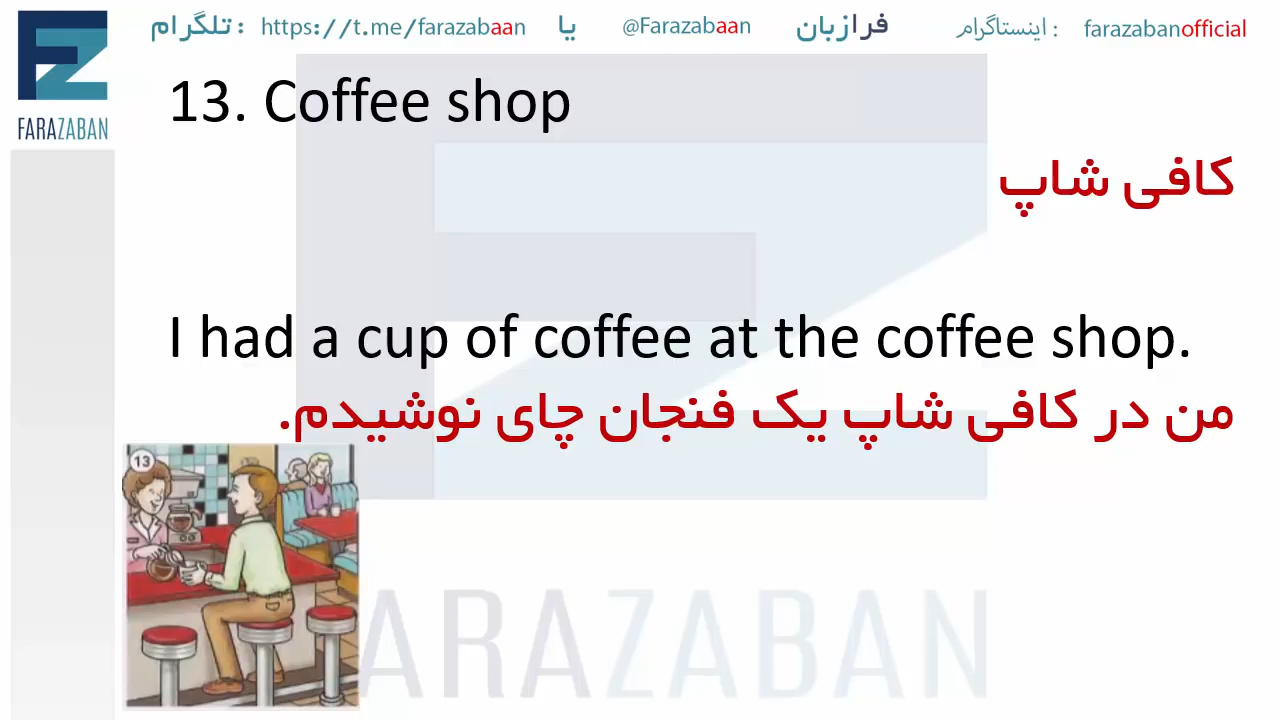 تلگرام : https://t.me/farazabaan یا @Farazabaan فرازبان اینستاگرام : farazabanofficial
FZ
FARAZABAN
13. Coffee shop
کافی شاپ
I had a cup of coffee at the coffee shop.
من در کافی شاپ یک فنجان چای نوشیدم.
13
FARAZABAN